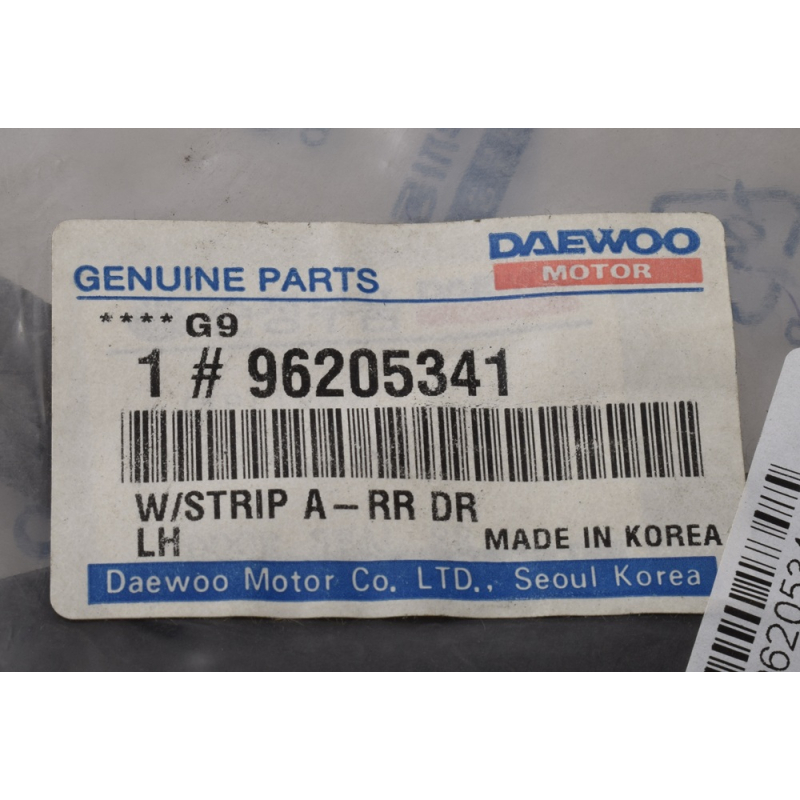 DAEWOO
MOTOR
GENUINE PARTS
****G9
1 # 96205341
W/STRIP A-RR DR
LH
MADE IN KOREA
Daewoo Motor Co. LTD., Seoul Korea